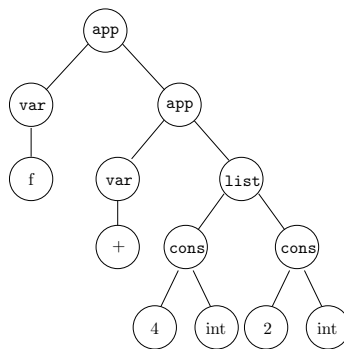 app
var app
f var list
+ cons cons
4 int 2 int